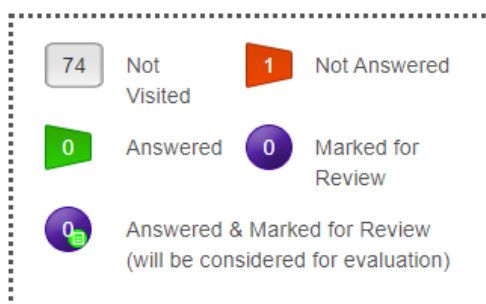 74 Not Visited
1 Not Answered
0 Answered
0 Marked for Review
0 Answered & Marked for Review
(will be considered for evaluation)